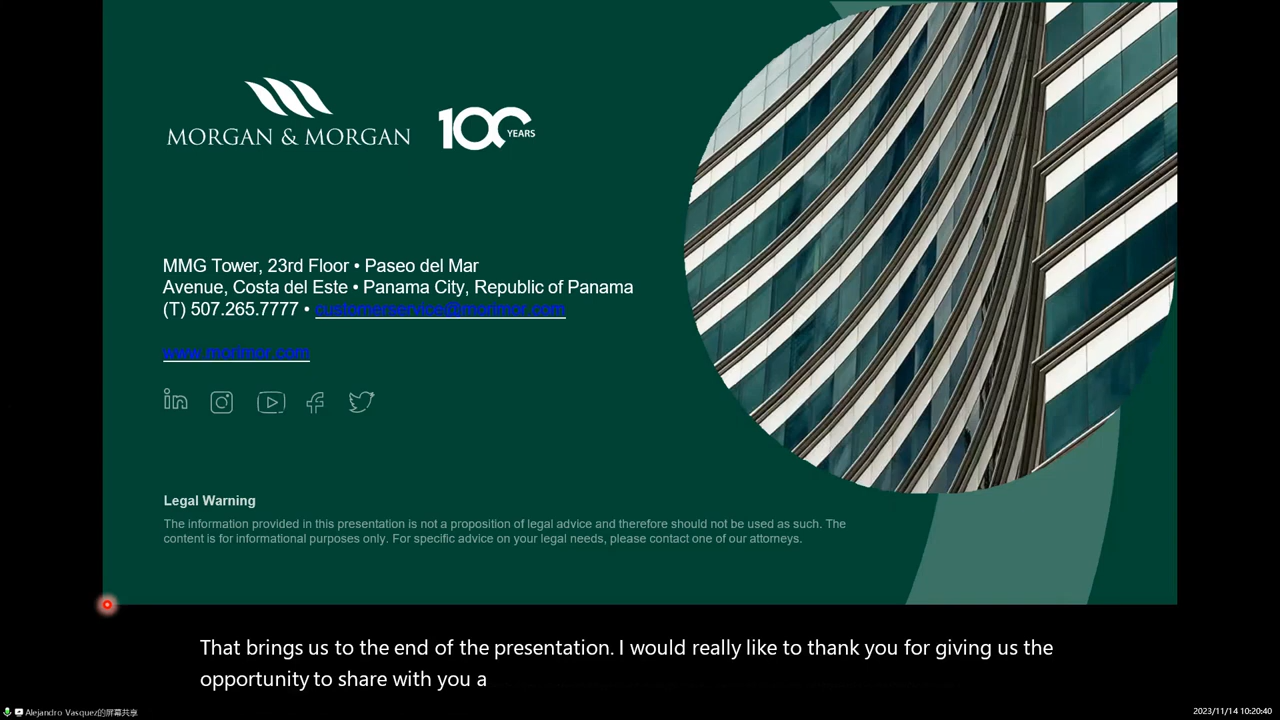 MORGAN & MORGAN
100 YEARS
MMG Tower, 23rd Floor • Paseo del Mar
Avenue, Costa del Este • Panama City, Republic of Panama
(T) 507.265.7777 • customerservice@morimor.com
www.morimor.com
Legal Warning
The information provided in this presentation is not a proposition of legal advice and therefore should not be used as such. The
content is for informational purposes only. For specific advice on your legal needs, please contact one of our attorneys.
That brings us to the end of the presentation. I would really like to thank you for giving us the
opportunity to share with you a
Alejandro Vasquez的屏幕共享
2023/11/14 10:20:40